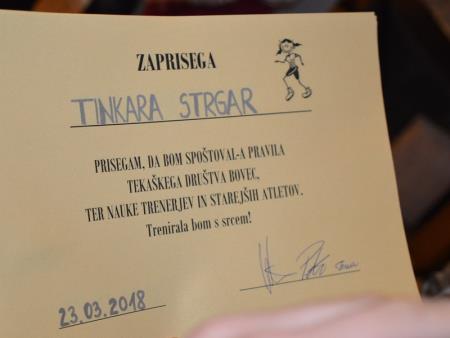 ZAPRISEGA
TINKARA STRGAR
PRISEGAM, DA BOM SPOŠTOVAL-A PRAVILA
TEKAŠKEGA DRUŠTVA BOVEC,
TER NAUKE TRENERJEV IN STAREJŠIH ATLETOV.
Trenirala bom s srcem!
23.03.2018